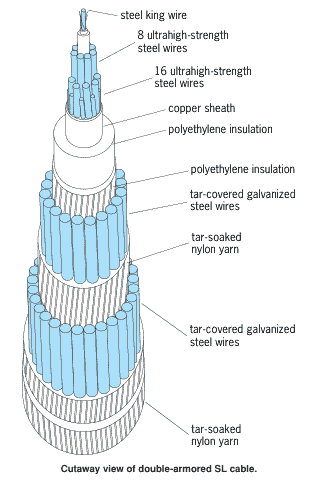 steel king wire
8 ultrahigh-strength
steel wires
16 ultrahigh-strength
steel wires
copper sheath
polyethylene insulation
polyethylene insulation
tar-covered galvanized
steel wires
tar-soaked
nylon yarn
tar-covered galvanized
steel wires
tar-soaked
nylon yarn
Cutaway view of double-armored SL cable.